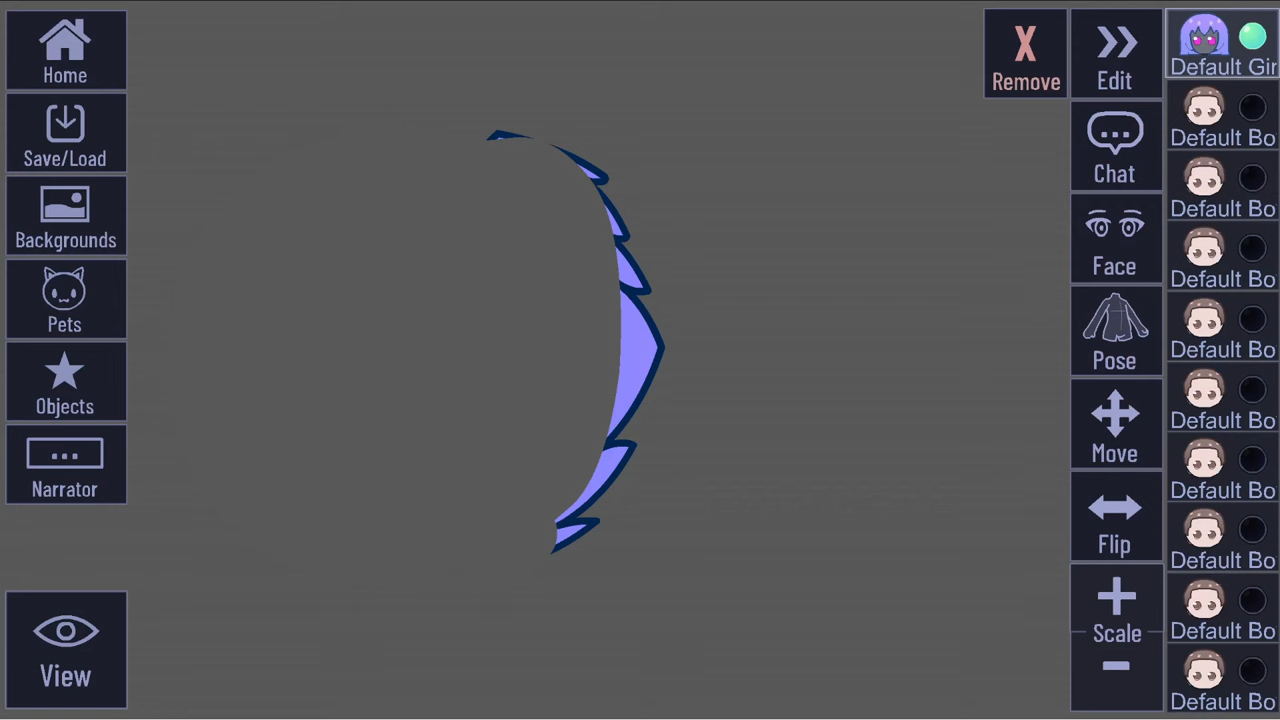 Home
Save/Load
Backgrounds
Pets
Objects
Narrator
View
X
Remove
Edit
Chat
Face
Pose
Move
Flip
Scale
Default Gir
Default Bo
Default Bo
Default Bo
Default Bo
Default Bo
Default Bo
Default Bo
Default Bo
Default Bo